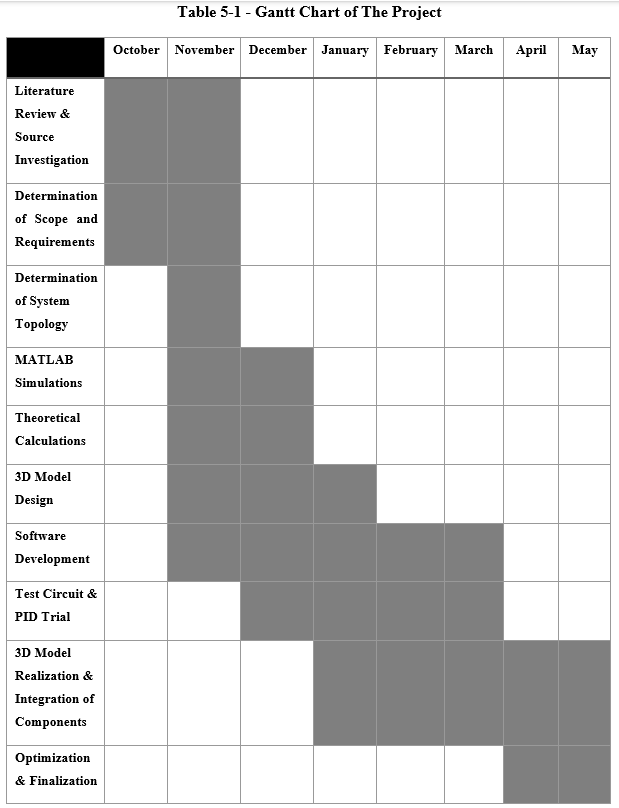 Table 5-1 - Gantt Chart of The Project
October November December January February March April May
Literature
Review &
Source
Investigation
Determination
of Scope and
Requirements
Determination
of System
Topology
MATLAB
Simulations
Theoretical
Calculations
3D Model
Design
Software
Development
Test Circuit &
PID Trial
3D Model
Realization &
Integration of
Components
Optimization
& Finalization